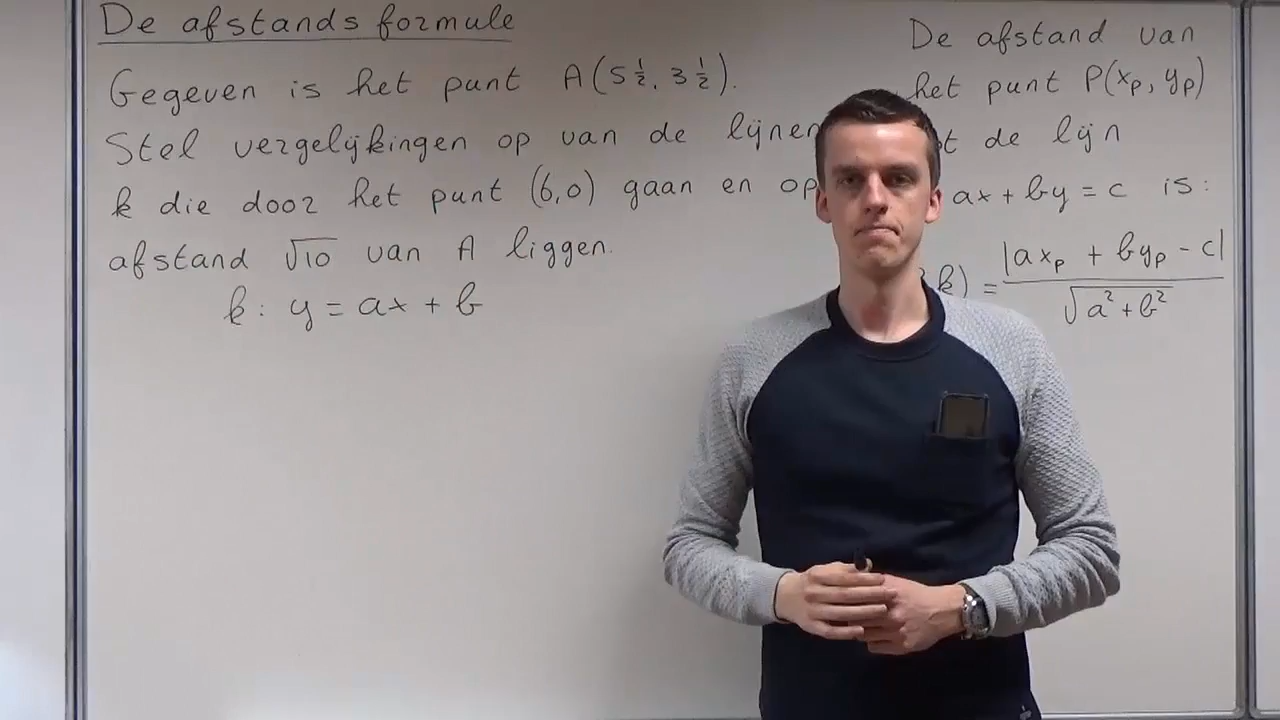 De afstandsformule
Gegeven is het punt A(5½, 3½).
Stel vergelijkingen op van de lijnen
k die door het punt (6,0) gaan en op
afstand √10 van A liggen.
k: y = ax + b
De afstand van
het punt P(xₚ, yₚ)
de lijn
ax + by = c is:
k) = |axₚ + byₚ - c| / √(a² + b²)